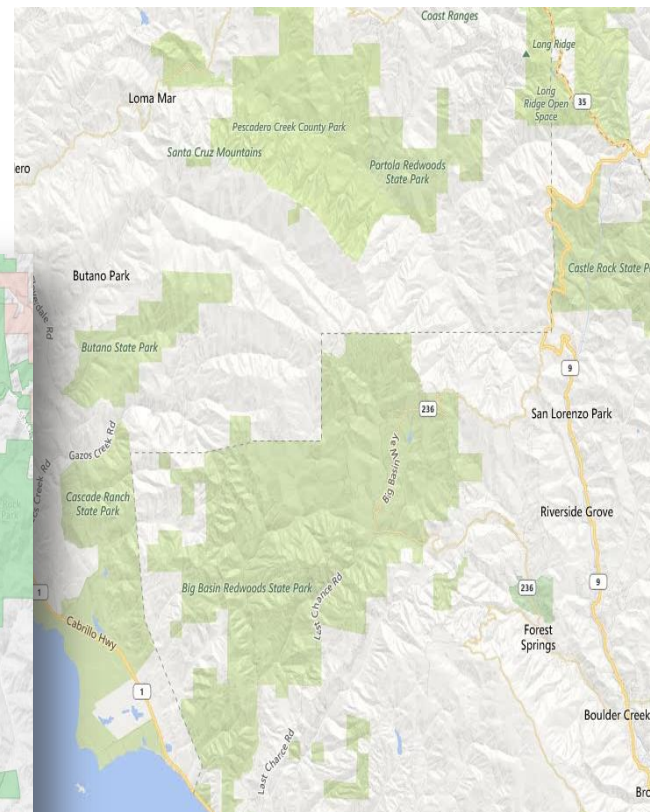 Coast Ranges
Long Ridge
Loma Mar
Long
Ridge Open
Space
35
Pescadero Creek County Park
Santa Cruz Mountains
Portola Redwoods
State Park
Castle Rock State
Butano Park
Butano State Park
9
236
San Lorenzo Park
Big Basin Way
Gazos Creek Rd
Cascade Ranch
State Park
Riverside Grove
Big Basin Redwoods State Park
Last Chance Rd
236
9
1
Cabrillo Hwy
Forest
Springs
1
Boulder Creek
Last Chance Rd